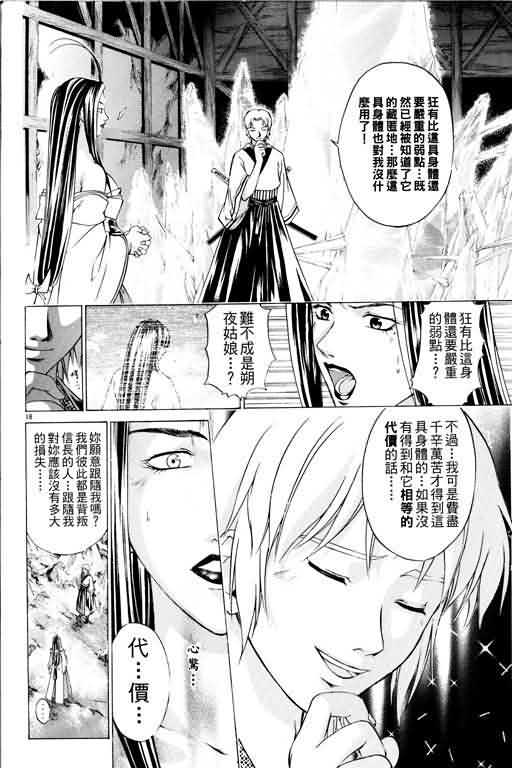 狂有比這具身體還
要嚴重的弱點…既
然已經被知道了它
的藏匿地…那麼這
具身體也對我沒什
麼用了！
狂有比這身
體還要嚴重
的弱點…？
難不成是朔
夜姑娘…？
不過…我可是費盡
千辛萬苦才得到這
具身體的…如果沒
有得到和它相等的
代價的話……
心驚…
代…價…
妳願意跟隨我嗎？
我們彼此都是背叛
信長的人…跟隨我
對妳應該沒有多大
的損失……
18
（…）